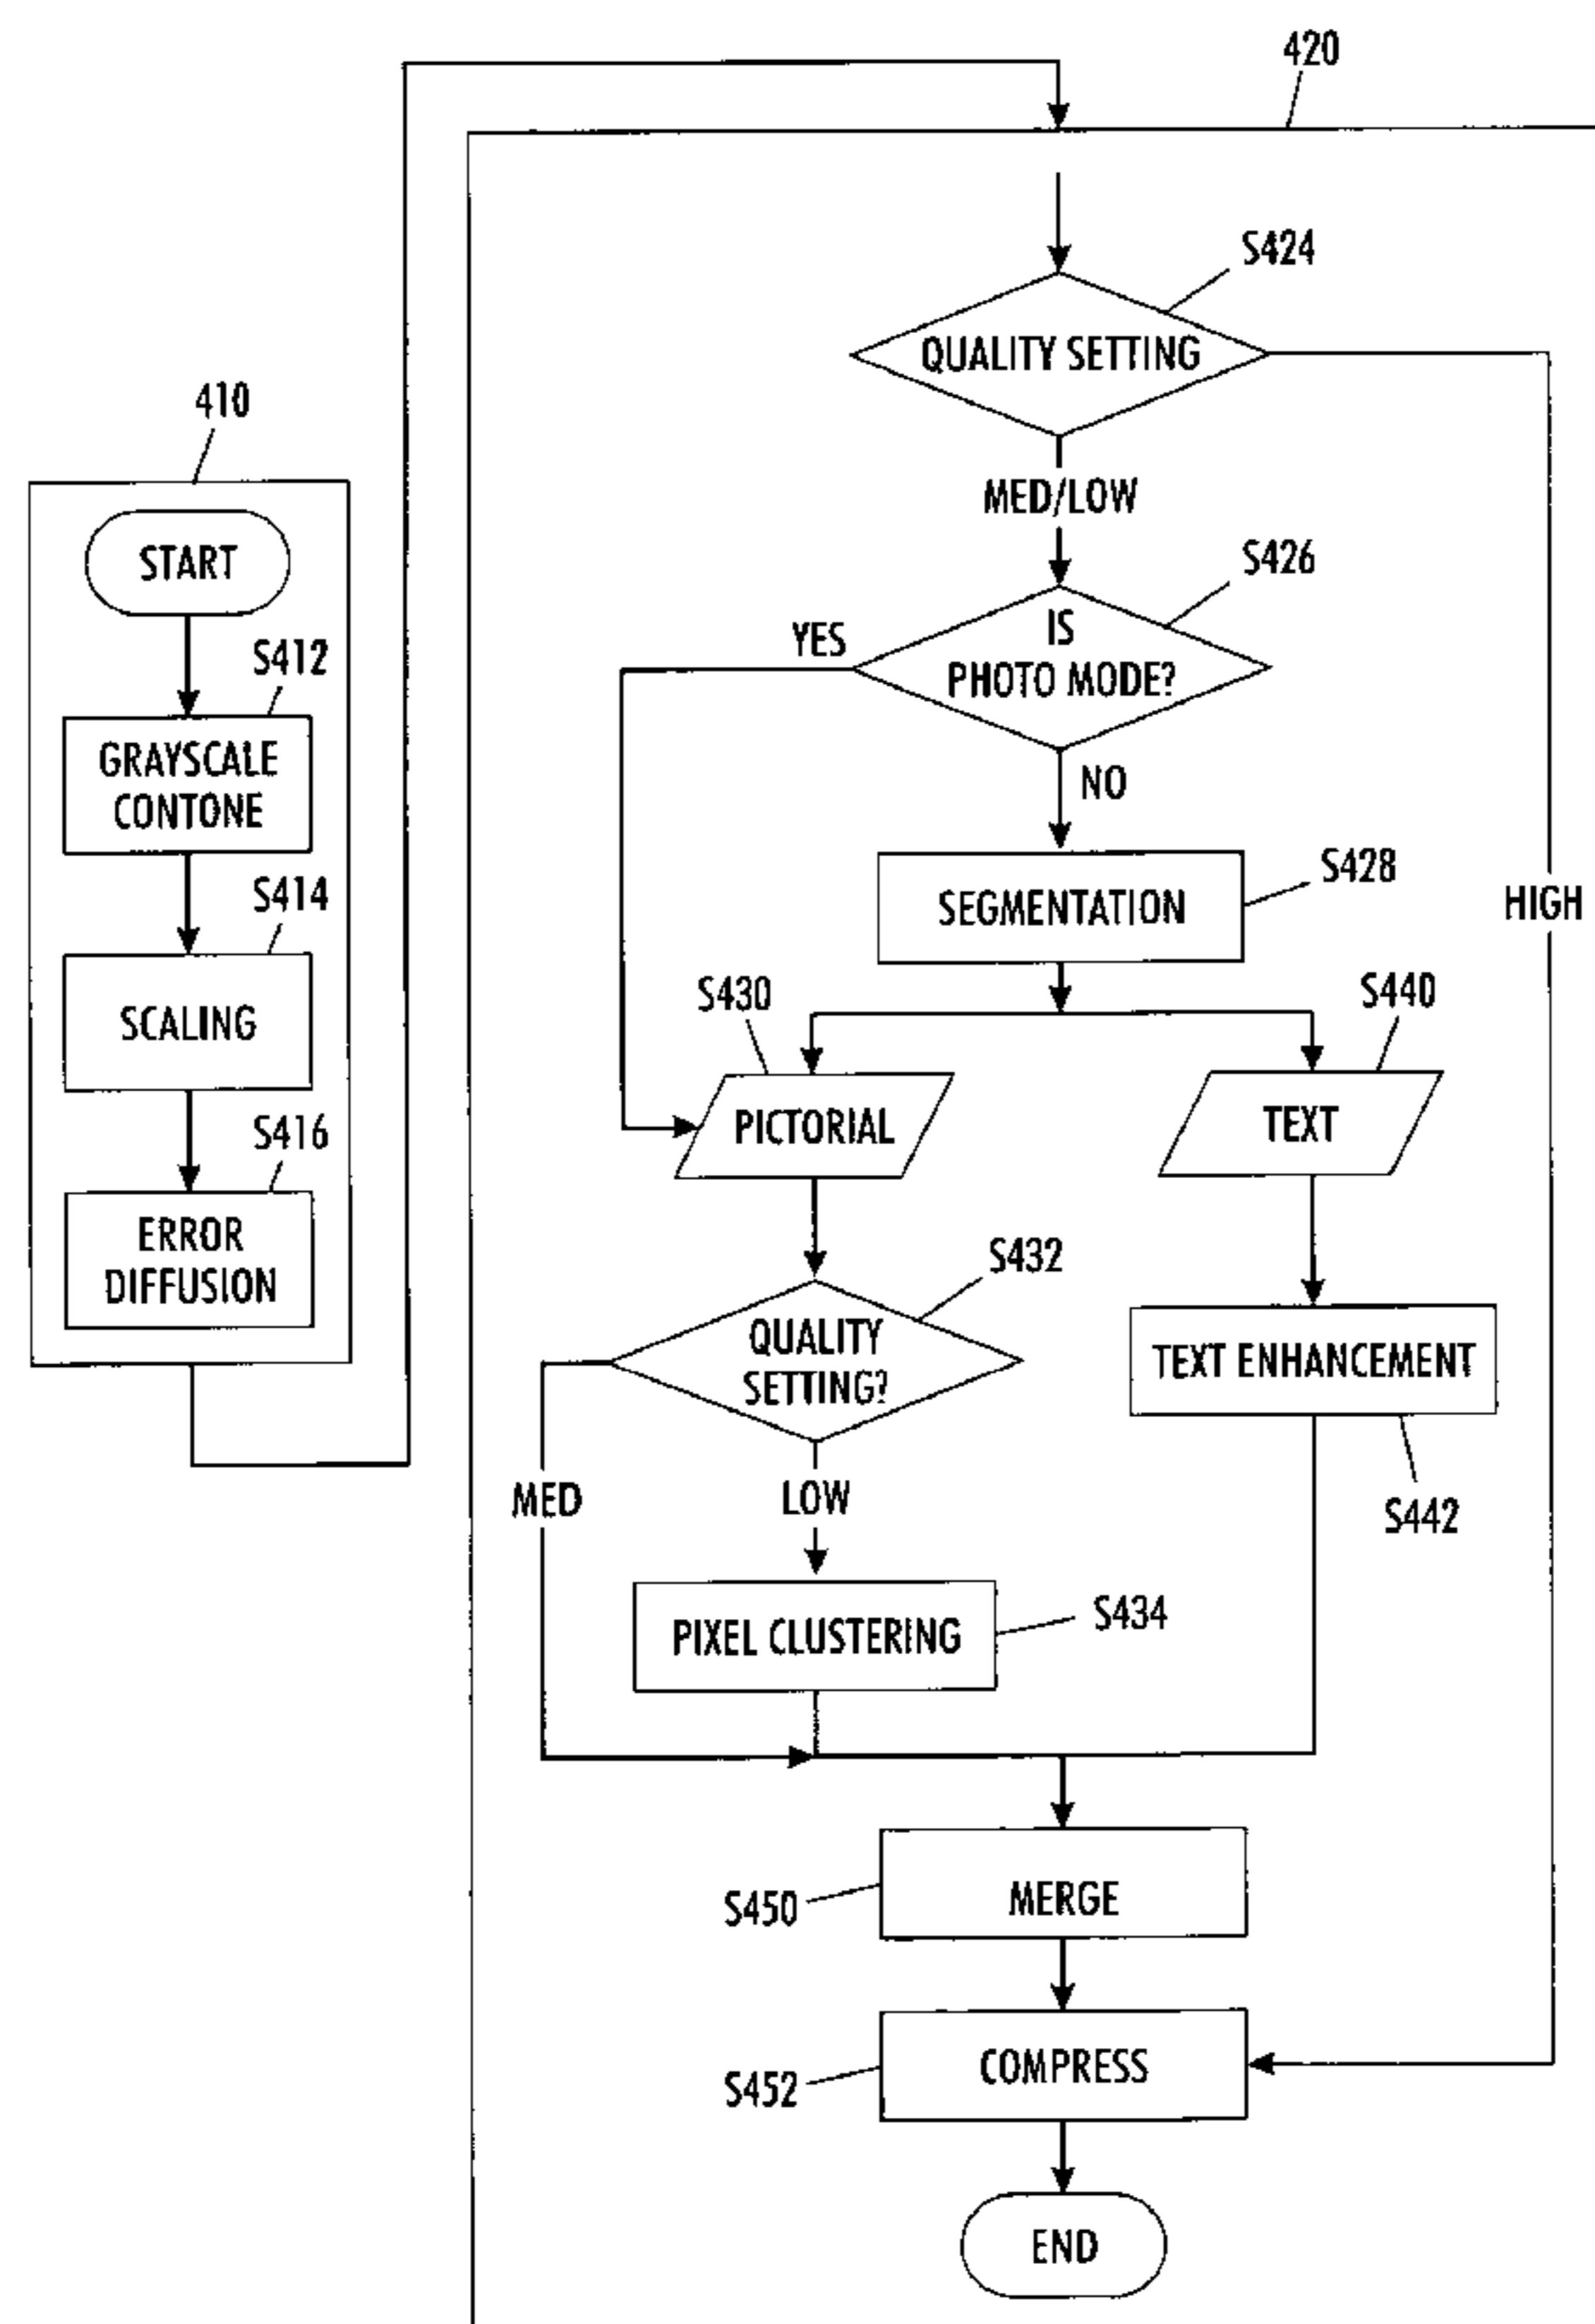 410
START
S412
GRAYSCALE
CONTONE
S414
SCALING
S416
ERROR
DIFFUSION
420
S424
QUALITY SETTING
MED/LOW
HIGH
S426
IS
PHOTO MODE?
YES
NO
S428
SEGMENTATION
S430
PICTORIAL
S440
TEXT
S432
QUALITY
SETTING?
TEXT ENHANCEMENT
S442
MED
LOW
S434
PIXEL CLUSTERING
S450
MERGE
S452
COMPRESS
END